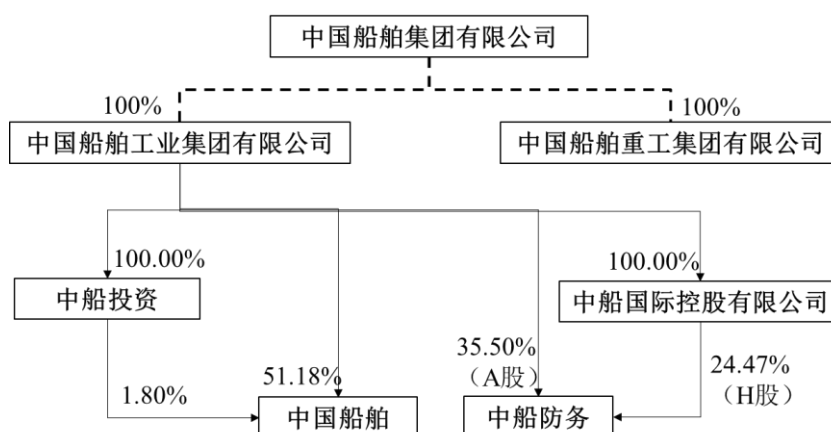 中国船舶集团有限公司
100%
100%
中国船舶工业集团有限公司
中国船舶重工集团有限公司
100.00%
100.00%
中船投资
中船国际控股有限公司
35.50%
（A股）
24.47%
（H股）
1.80%
51.18%
中国船舶
中船防务